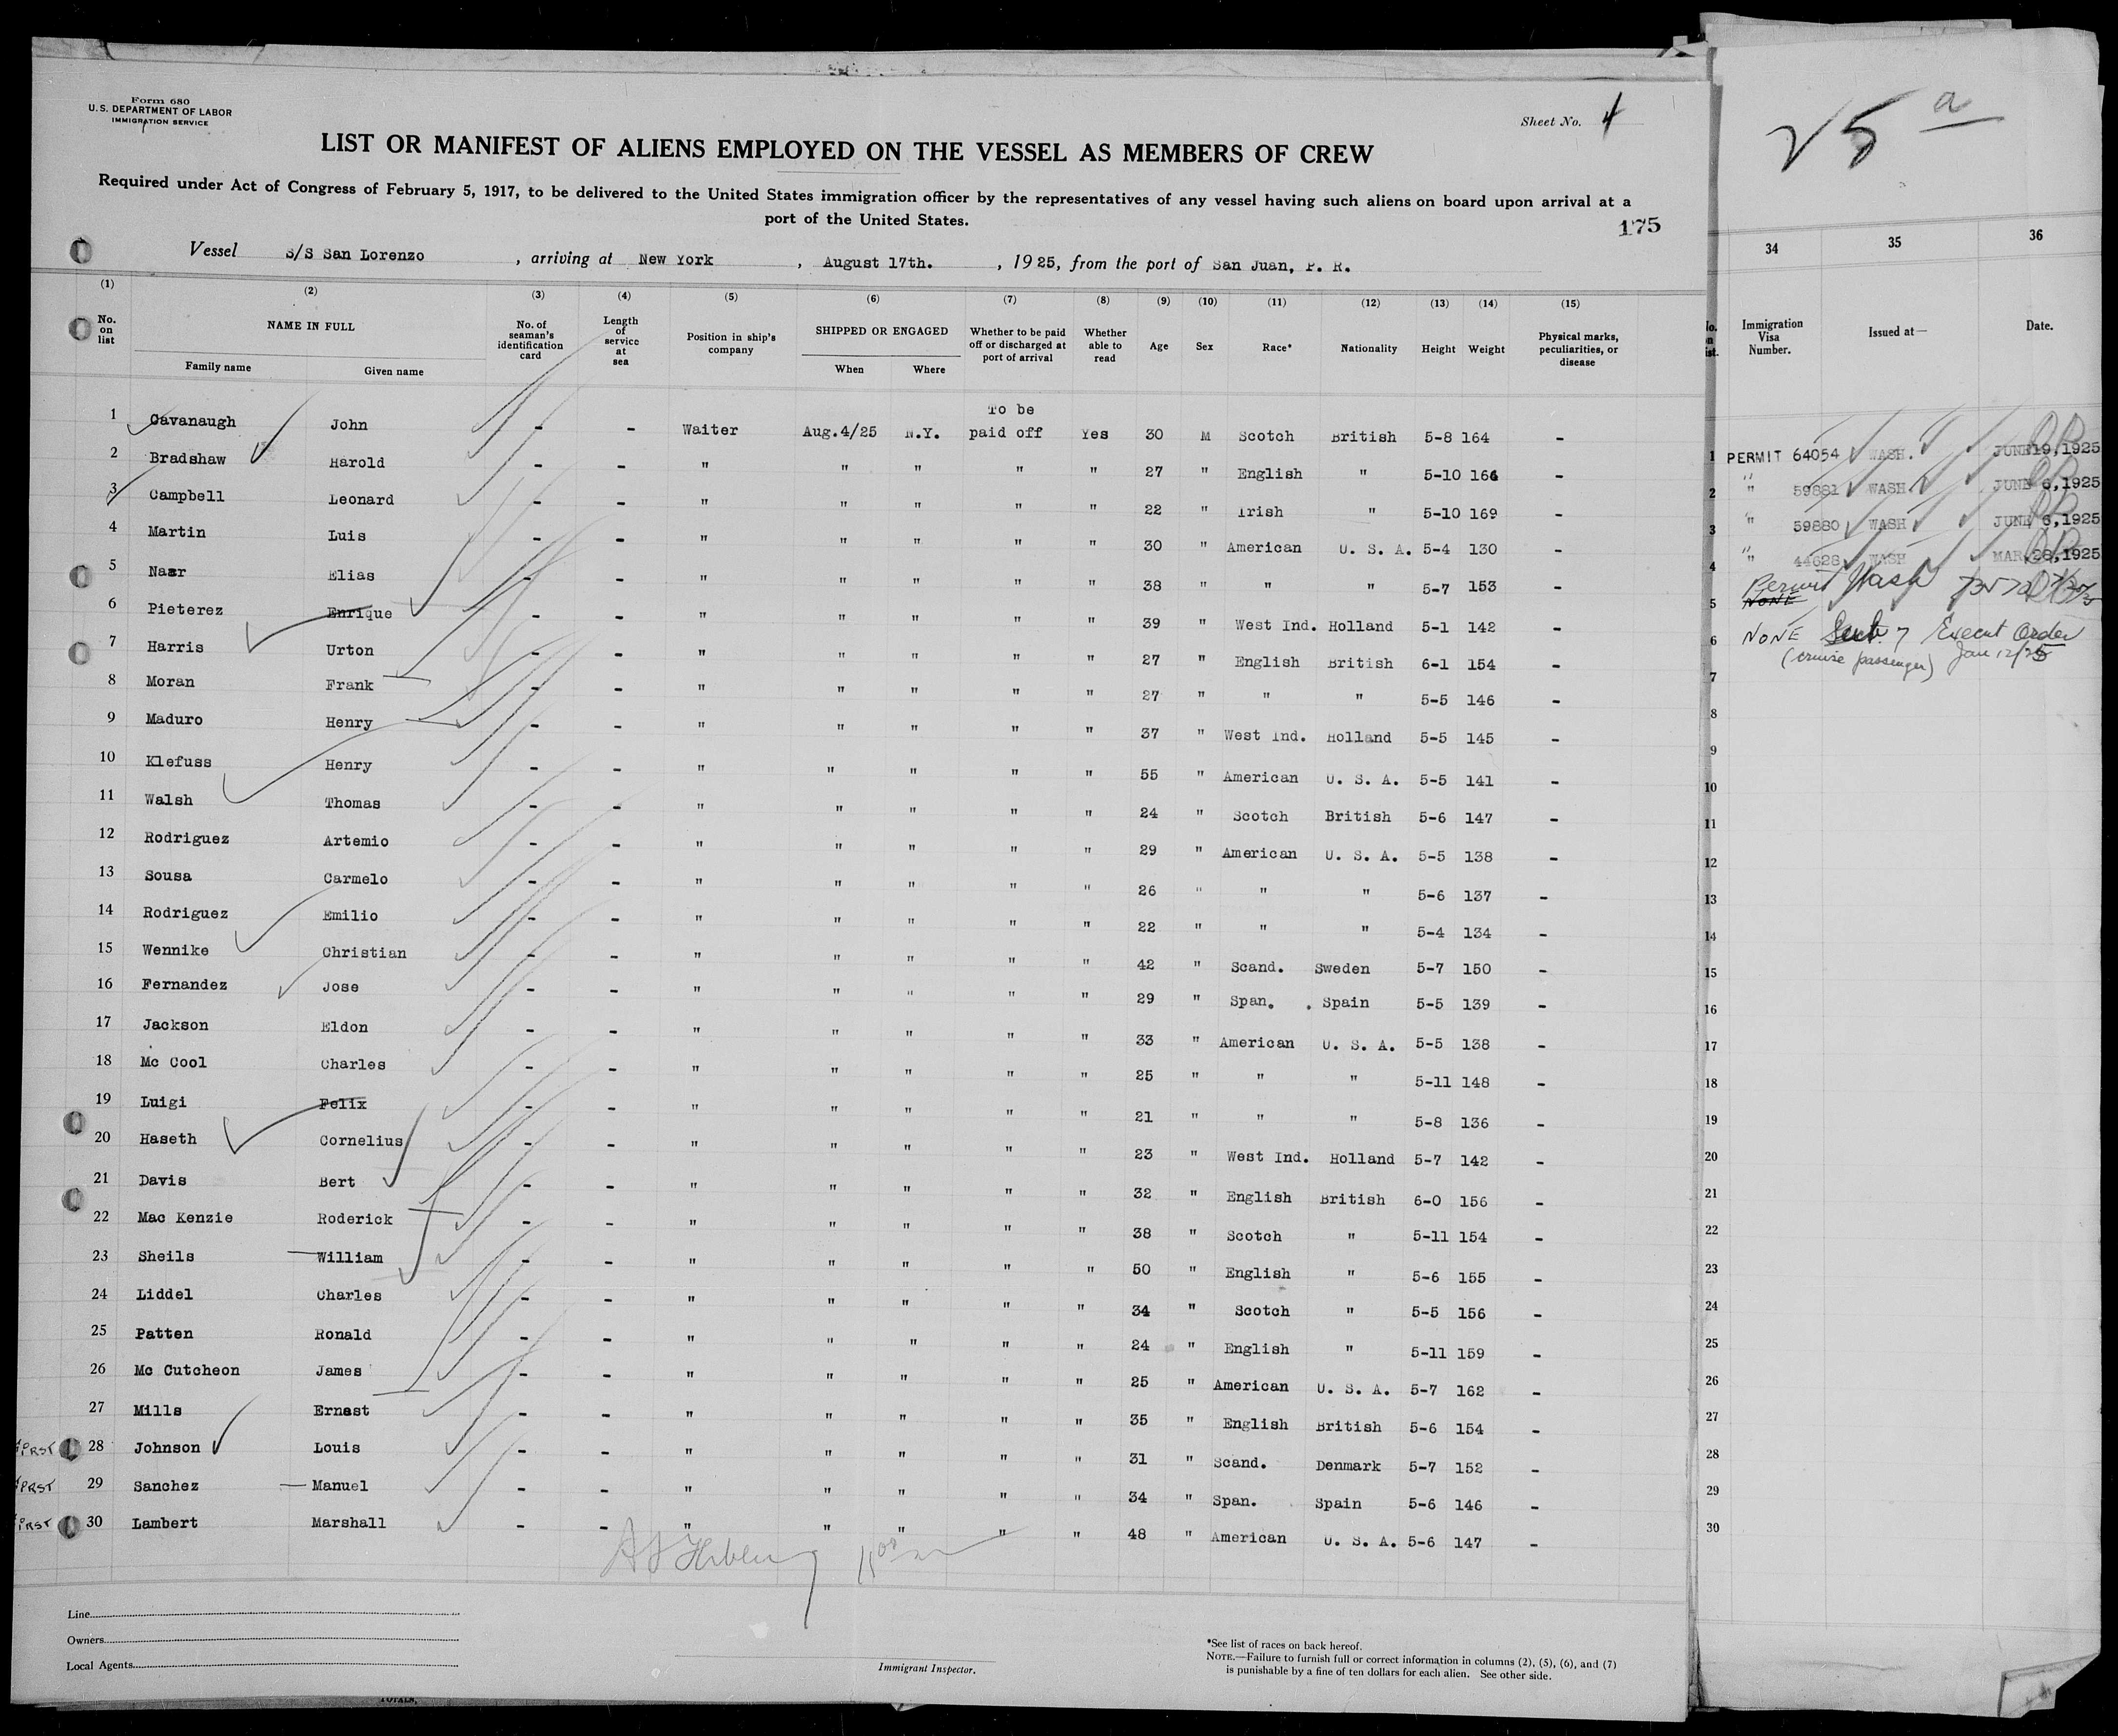 Form 680
U. S. DEPARTMENT OF LABOR
IMMIGRATION SERVICE
Sheet No. 4
LIST OR MANIFEST OF ALIENS EMPLOYED ON THE VESSEL AS MEMBERS OF CREW
Required under Act of Congress of February 5, 1917, to be delivered to the United States immigration officer by the representatives of any vessel having such aliens on board upon arrival at a
port of the United States.
175
Vessel S/S San Lorenzo , arriving at New York , August 17th. , 1925, from the port of San Juan, P. R.
(1) (2) (3) (4) (5) (6) (7) (8) (9) (10) (11) (12) (13) (14) (15)
No. on list NAME IN FULL Family name Given name No. of seaman's identification card Length of service at sea Position in ship's company SHIPPED OR ENGAGED When Where Whether to be paid off or discharged at port of arrival Whether able to read Age Sex Race* Nationality Height Weight Physical marks, peculiarities, or disease
1 Cavanaugh John - - Waiter Aug.4/25 N.Y. To be paid off Yes 30 M Scotch British 5-8 164 -
2 Bradshaw Harold - - " " " " " 27 " English " 5-10 166 -
3 Campbell Leonard - - " " " " " 22 " Irish " 5-10 169 -
4 Martin Luis - - " " " " " 30 " American U. S. A. 5-4 130 -
5 Naar Elias - - " " " " " 38 " " " 5-7 153 -
6 Pieterez Enrique - - " " " " " 39 " West Ind. Holland 5-1 142 -
7 Harris Urton - - " " " " " 27 " English British 6-1 154 -
8 Moran Frank - - " " " " " 27 " " " 5-5 146 -
9 Maduro Henry - - " " " " " 37 " West Ind. Holland 5-5 145 -
10 Klefuss Henry - - " " " " " 55 " American U. S. A. 5-5 141 -
11 Walsh Thomas - - " " " " " 24 " Scotch British 5-6 147 -
12 Rodriguez Artemio - - " " " " " 29 " American U. S. A. 5-5 138 -
13 Sousa Carmelo - - " " " " " 26 " " " 5-6 137 -
14 Rodriguez Emilio - - " " " " " 22 " " " 5-4 134 -
15 Wennike Christian - - " " " " " 42 " Scand. Sweden 5-7 150 -
16 Fernandez Jose - - " " " " " 29 " Span. Spain 5-5 139 -
17 Jackson Eldon - - " " " " " 33 " American U. S. A. 5-5 138 -
18 Mc Cool Charles - - " " " " " 25 " " " 5-11 148 -
19 Luigi Felix - - " " " " " 21 " " " 5-8 136 -
20 Haseth Cornelius - - " " " " " 23 " West Ind. Holland 5-7 142 -
21 Davis Bert - - " " " " " 32 " English British 6-0 156 -
22 Mac Kenzie Roderick - - " " " " " 38 " Scotch " 5-11 154 -
23 Sheils William - - " " " " " 50 " English " 5-6 155 -
24 Liddel Charles - - " " " " " 34 " Scotch " 5-5 156 -
25 Patten Ronald - - " " " " " 24 " English " 5-11 159 -
26 Mc Cutcheon James - - " " " " " 25 " American U. S. A. 5-7 162 -
27 Mills Ernest - - " " " " " 35 " English British 5-6 154 -
28 Johnson Louis - - " " " " " 31 " Scand. Denmark 5-7 152 -
29 Sanchez Manuel - - " " " " " 34 " Span. Spain 5-6 146 -
30 Lambert Marshall - - " " " " " 48 " American U. S. A. 5-6 147 -
Line
Owners
Local Agents
Immigrant Inspector.
*See list of races on back hereof.
NOTE.—Failure to furnish full or correct information in columns (2), (5), (6), and (7)
is punishable by a fine of ten dollars for each alien. See other side.
TOTALS,
25 a
34 35 36
Immigration Visa Number. Issued at— Date.
1 PERMIT 64054 WASH. JUNE 19, 1925
2 " 59881 WASH JUNE 6, 1925
3 " 59880 WASH JUNE 6, 1925
4 " 44628 WASH MAR 28, 1925
5 NONE Permit Wash
6 NONE Sect. 7 Execut Order
(cruise passenger) Jan 12/25
7
8
9
10
11
12
13
14
15
16
17
18
19
20
21
22
23
24
25
26
27
28
29
30